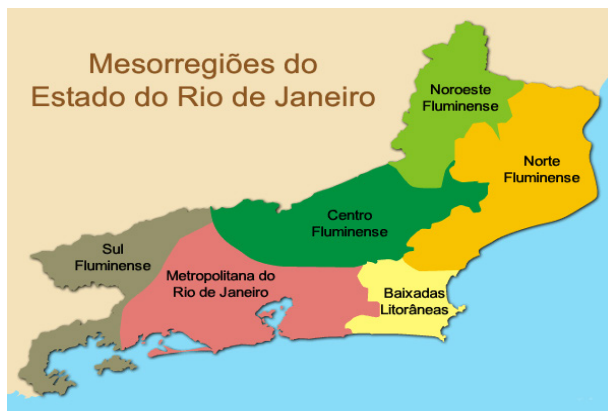 Mesorregiões do
Estado do Rio de Janeiro
Noroeste
Fluminense
Norte
Fluminense
Centro
Fluminense
Sul
Fluminense
Metropolitana do
Rio de Janeiro
Baixadas
Litorâneas